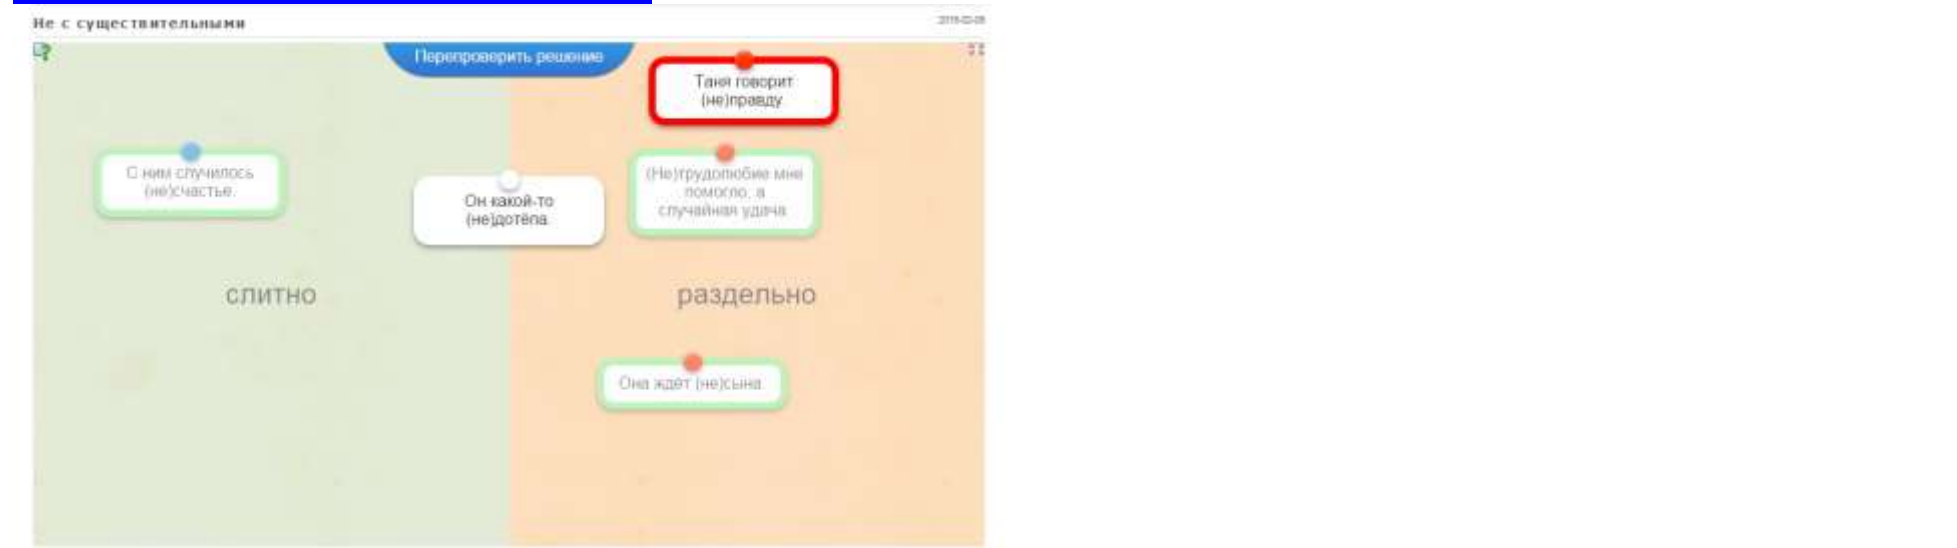 Не с существительными
Перепроверить решение
Таня говорит
(не)правду
С ним случилось
(не)счастье.
Он какой-то
(не)дотёпа
(Не)трудолюбие мне
помогло, а
случайная удача
слитно
раздельно
Она ждёт (не)сына